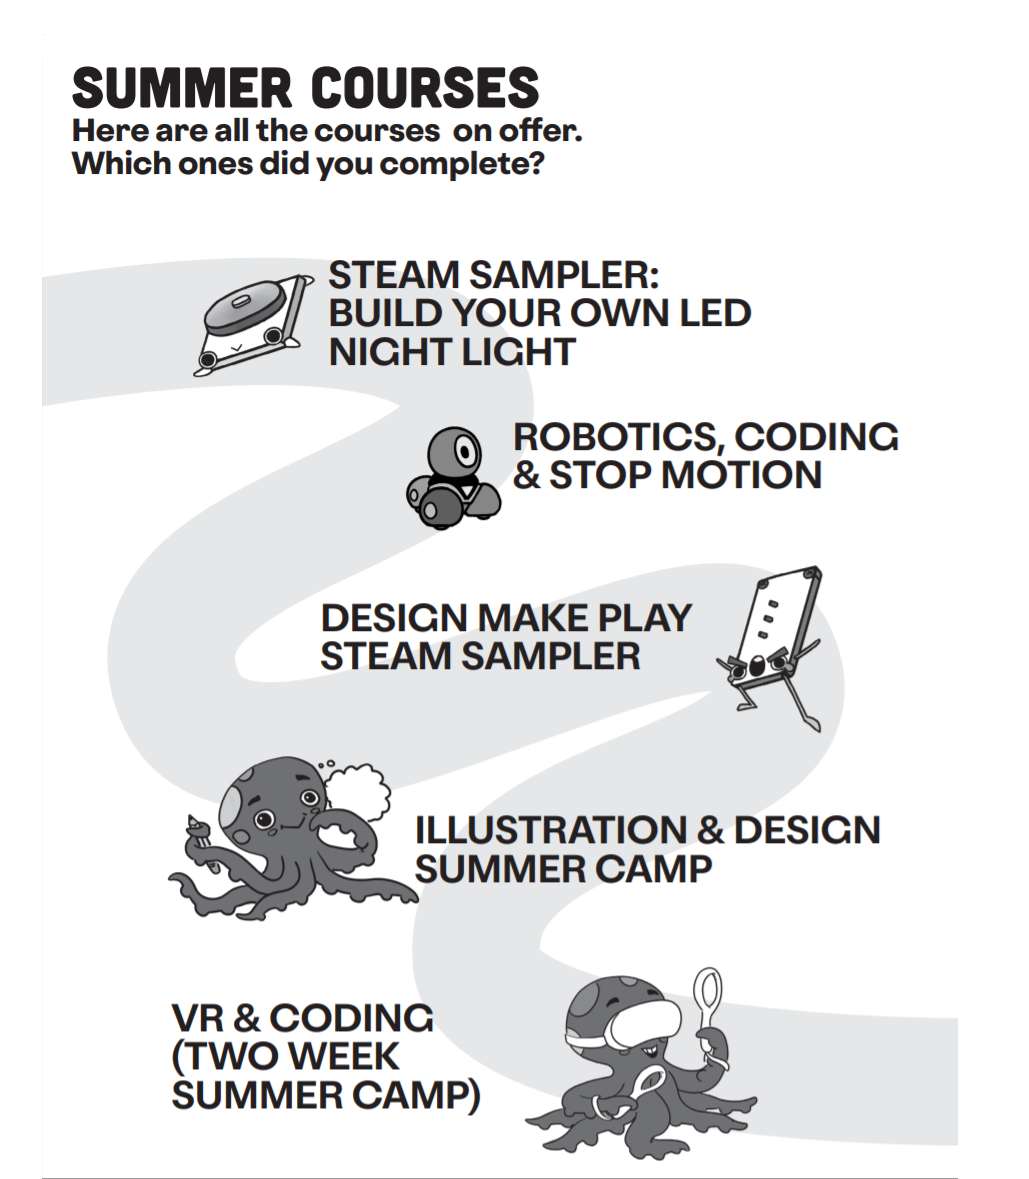 SUMMER COURSES
Here are all the courses on offer.
Which ones did you complete?
STEAM SAMPLER:
BUILD YOUR OWN LED
NIGHT LIGHT
ROBOTICS, CODING
& STOP MOTION
DESIGN MAKE PLAY
STEAM SAMPLER
ILLUSTRATION & DESIGN
SUMMER CAMP
VR & CODING
(TWO WEEK
SUMMER CAMP)